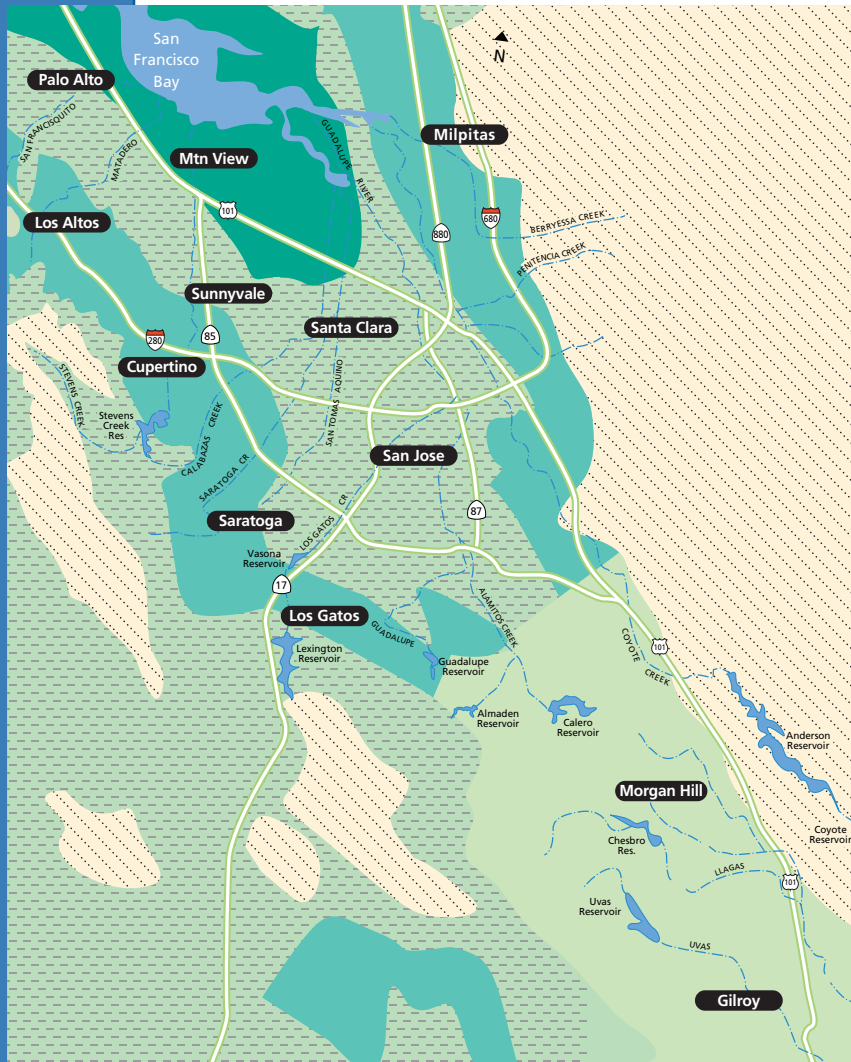 San
Francisco
Bay
N
Palo Alto
SAN FRANCISQUITO
MATADERO
Mtn View
GUADALUPE
RIVER
Milpitas
101
Los Altos
880
680
BERRYESSA CREEK
PENITENCIA CREEK
Sunnyvale
280
85
Santa Clara
Cupertino
STEVENS CREEK
Stevens
Creek
Res
CALABAZAS CREEK
SARATOGA CR
SAN TOMAS AQUINO
San Jose
Saratoga
LOS GATOS CR
87
Vasona
Reservoir
17
Los Gatos
Lexington
Reservoir
GUADALUPE
Guadalupe
Reservoir
ALAMITOS CREEK
Almaden
Reservoir
Calero
Reservoir
COYOTE
CREEK
101
Anderson
Reservoir
Morgan Hill
Coyote
Reservoir
Chesbro
Res.
LLAGAS
101
Uvas
Reservoir
UVAS
Gilroy